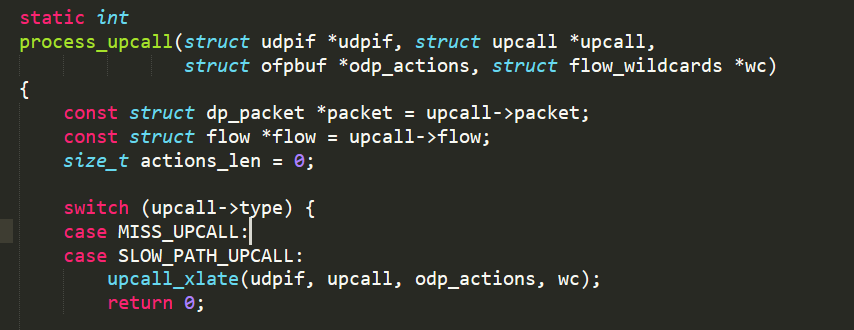 static int
process_upcall(struct udpif *udpif, struct upcall *upcall,
               struct ofpbuf *odp_actions, struct flow_wildcards *wc)
{
    const struct dp_packet *packet = upcall->packet;
    const struct flow *flow = upcall->flow;
    size_t actions_len = 0;

    switch (upcall->type) {
    case MISS_UPCALL:
    case SLOW_PATH_UPCALL:
        upcall_xlate(udpif, upcall, odp_actions, wc);
        return 0;